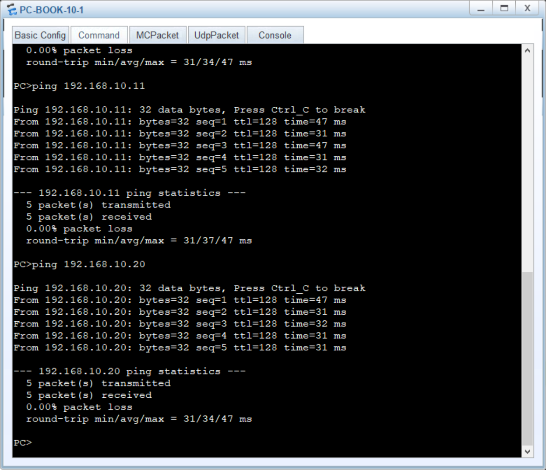 PC-BOOK-10-1
Basic Config Command MCPacket UdpPacket Console
0.00% packet loss
round-trip min/avg/max = 31/34/47 ms
PC>ping 192.168.10.11
Ping 192.168.10.11: 32 data bytes, Press Ctrl_C to break
From 192.168.10.11: bytes=32 seq=1 ttl=128 time=47 ms
From 192.168.10.11: bytes=32 seq=2 ttl=128 time=31 ms
From 192.168.10.11: bytes=32 seq=3 ttl=128 time=47 ms
From 192.168.10.11: bytes=32 seq=4 ttl=128 time=31 ms
From 192.168.10.11: bytes=32 seq=5 ttl=128 time=32 ms
--- 192.168.10.11 ping statistics ---
5 packet(s) transmitted
5 packet(s) received
0.00% packet loss
round-trip min/avg/max = 31/37/47 ms
PC>ping 192.168.10.20
Ping 192.168.10.20: 32 data bytes, Press Ctrl_C to break
From 192.168.10.20: bytes=32 seq=1 ttl=128 time=47 ms
From 192.168.10.20: bytes=32 seq=2 ttl=128 time=31 ms
From 192.168.10.20: bytes=32 seq=3 ttl=128 time=32 ms
From 192.168.10.20: bytes=32 seq=4 ttl=128 time=31 ms
From 192.168.10.20: bytes=32 seq=5 ttl=128 time=31 ms
--- 192.168.10.20 ping statistics ---
5 packet(s) transmitted
5 packet(s) received
0.00% packet loss
round-trip min/avg/max = 31/34/47 ms
PC>